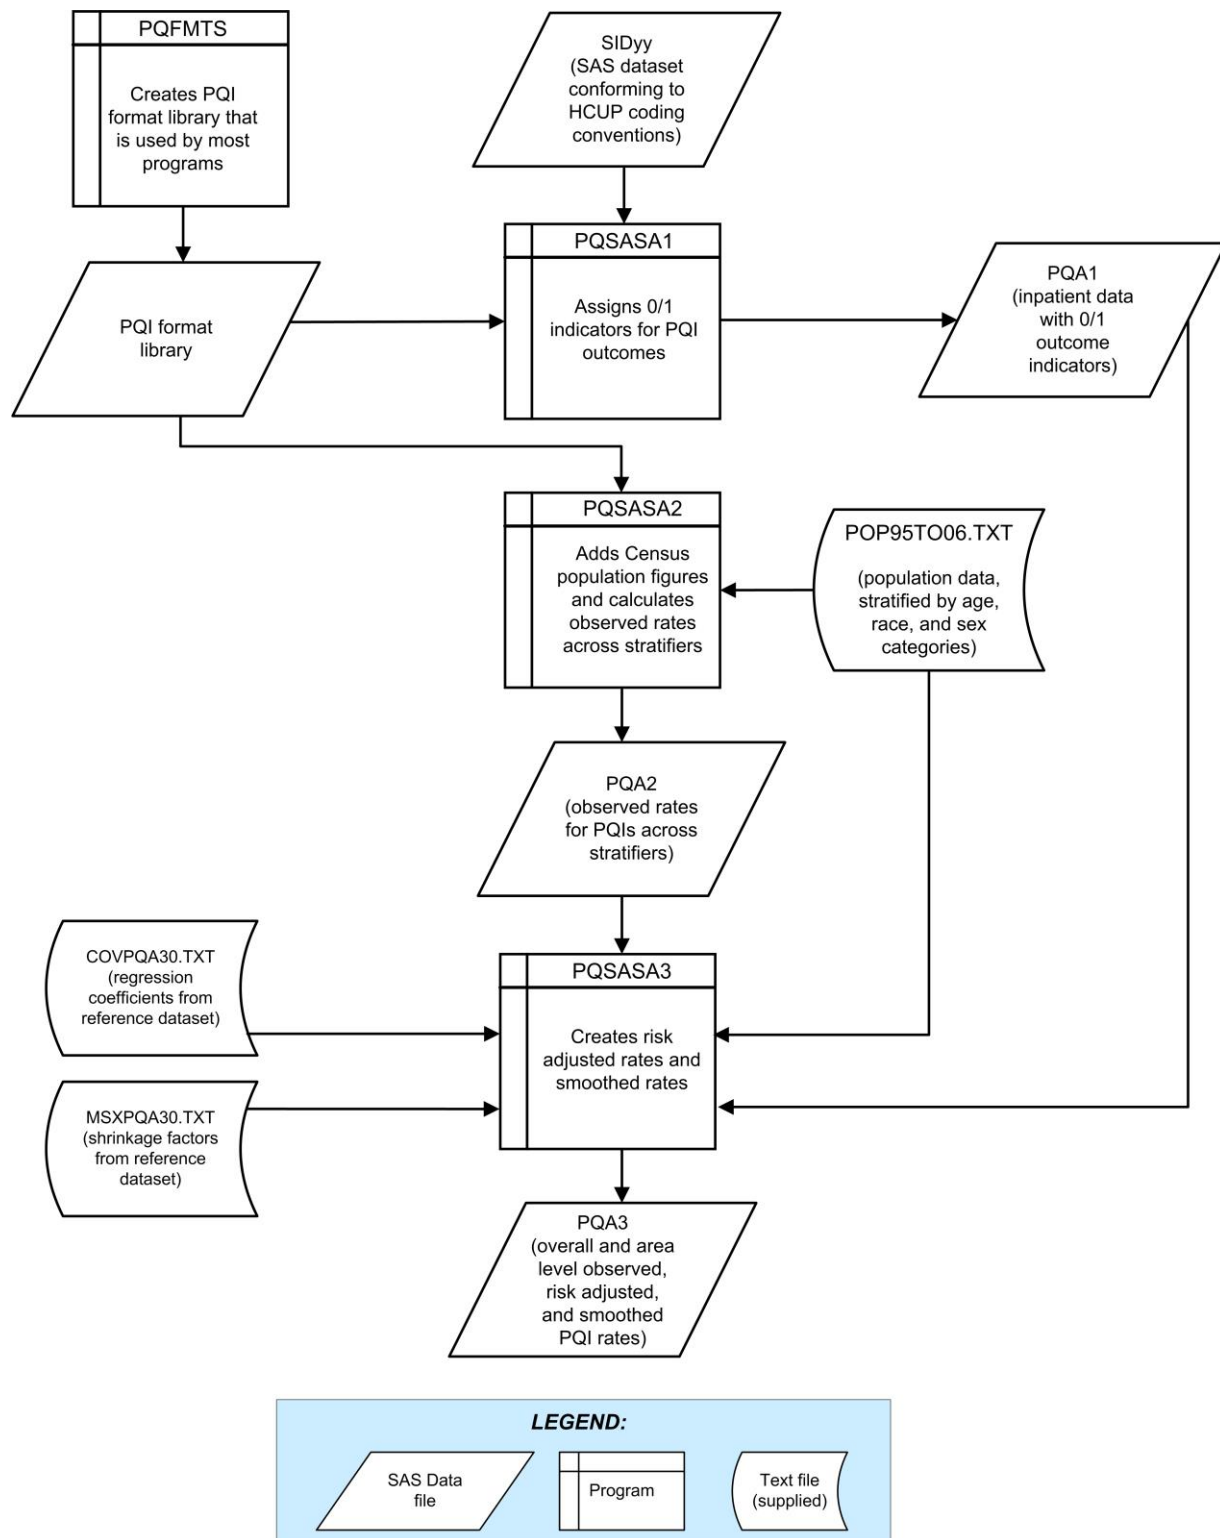 PQFMTS
Creates PQI
format library that
is used by most
programs
SIDyy
(SAS dataset
conforming to
HCUP coding
conventions)
PQI format
library
PQSASA1
Assigns 0/1
indicators for PQI
outcomes
PQA1
(inpatient data
with 0/1
outcome
indicators)
PQSASA2
Adds Census
population figures
and calculates
observed rates
across stratifiers
POP95TO06.TXT
(population data,
stratified by age,
race, and sex
categories)
PQA2
(observed rates
for PQIs across
stratifiers)
COVPQA30.TXT
(regression
coefficients from
reference dataset)
MSXPQA30.TXT
(shrinkage factors
from reference
dataset)
PQSASA3
Creates risk
adjusted rates and
smoothed rates
PQA3
(overall and area
level observed,
risk adjusted,
and smoothed
PQI rates)
LEGEND:
SAS Data
file
Program
Text file
(supplied)